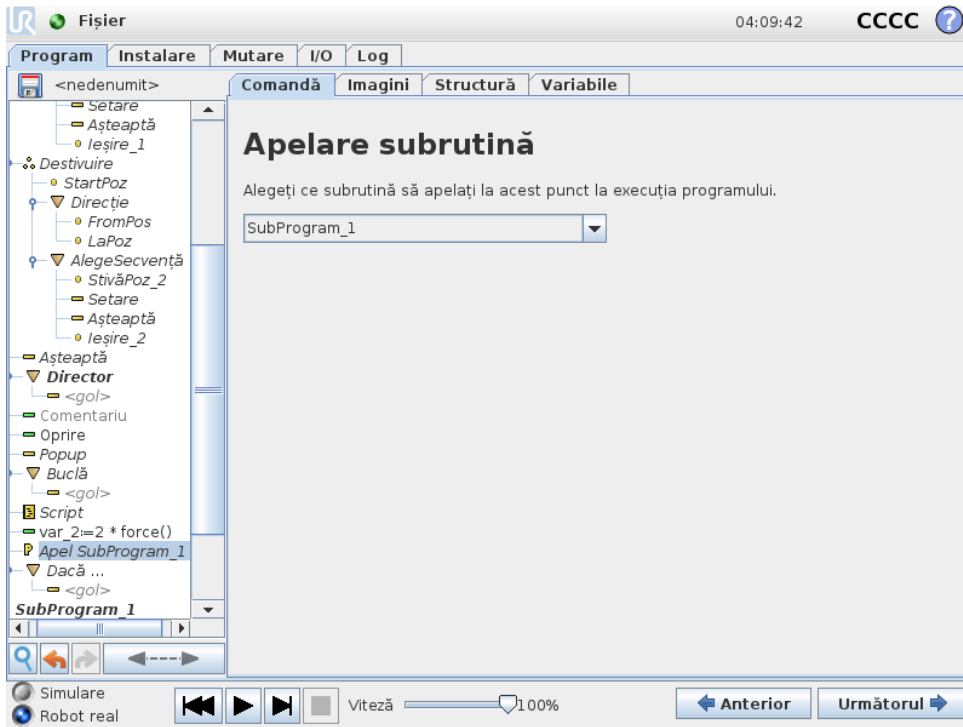 Fișier
04:09:42
CCCC
?
Program Instalare Mutare I/O Log
<nedenumit>
Comandă Imagini Structură Variabile
Setare
Așteaptă
Ieșire_1
Destivuire
StartPoz
Direcție
FromPos
LaPoz
AlegeSecvență
StivăPoz_2
Setare
Așteaptă
Ieșire_2
Așteaptă
Director
<gol>
Comentariu
Oprire
Popup
Buclă
<gol>
Script
var_2:=2 * force()
P Apel SubProgram_1
Dacă ...
<gol>
SubProgram_1
Apelare subrutină
Alegeți ce subrutină să apelați la acest punct la execuția programului.
SubProgram_1
Simulare
Robot real
Viteză 100%
Anterior
Următorul